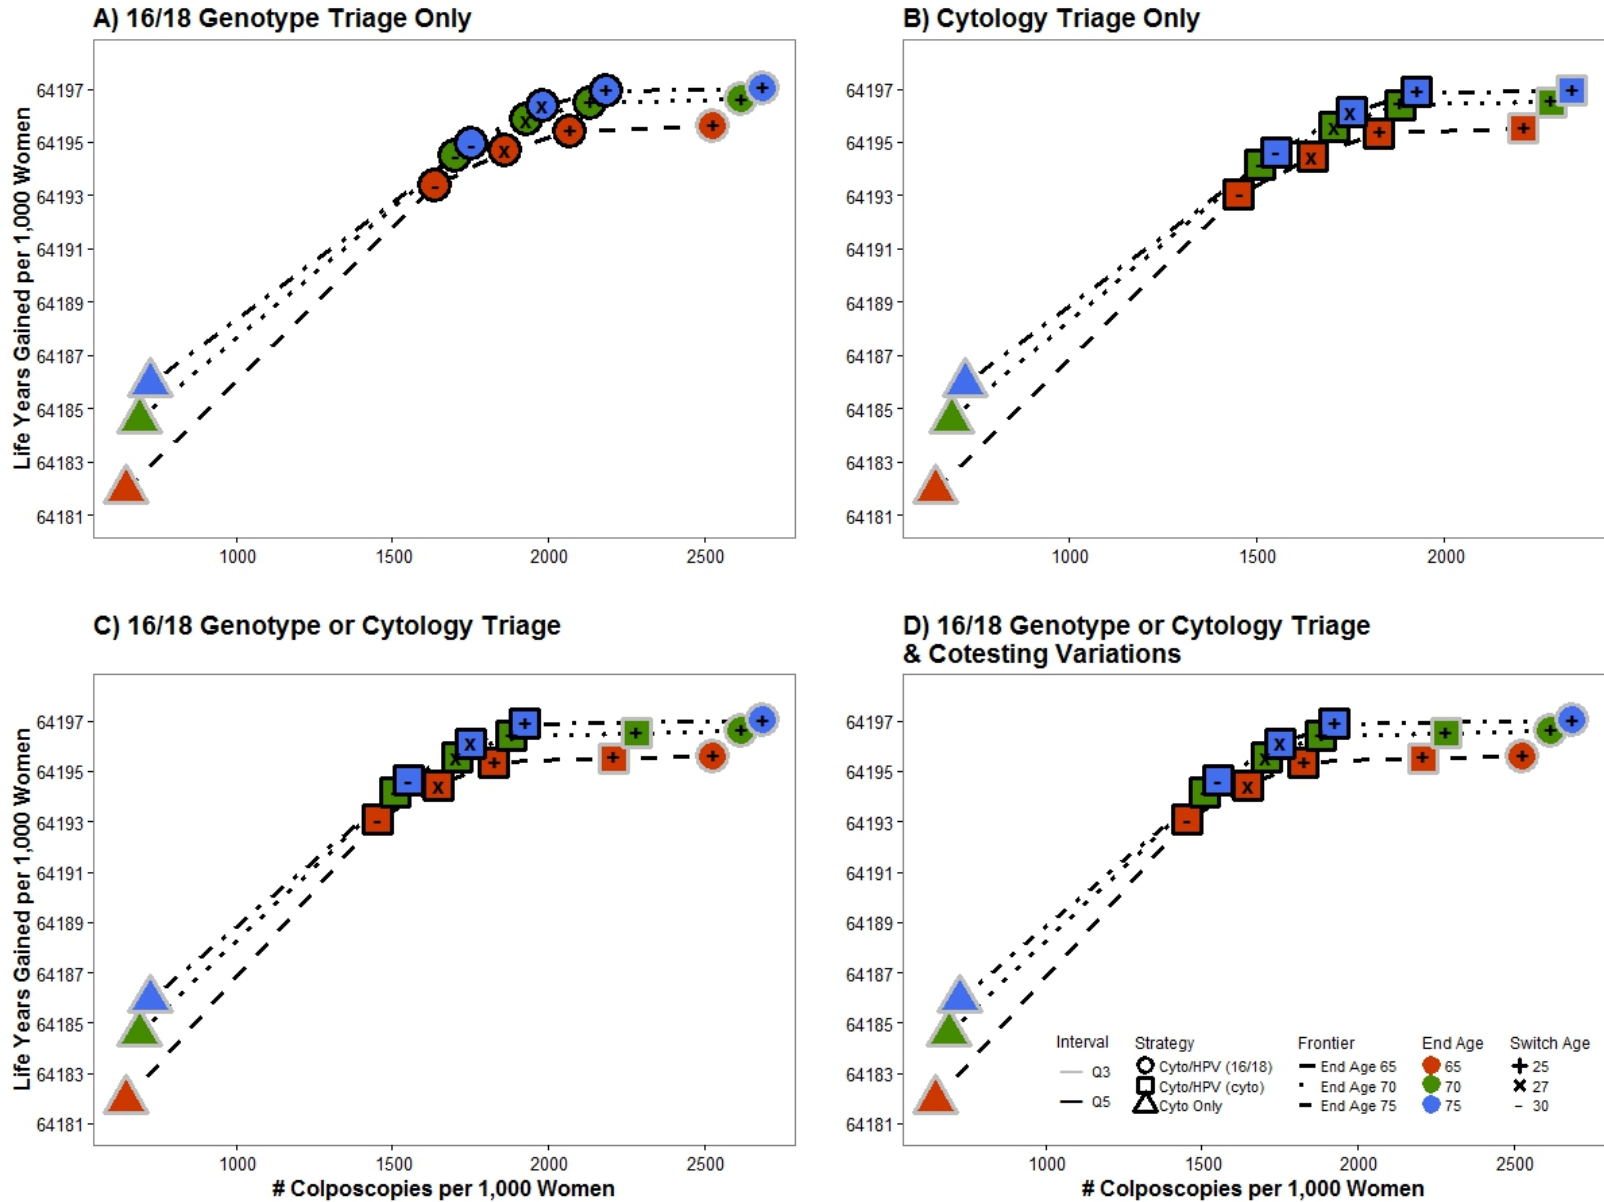 A) 16/18 Genotype Triage Only
B) Cytology Triage Only
Life Years Gained per 1,000 Women
64197
64195
64193
64191
64189
64187
64185
64183
64181
1000
1500
2000
2500
64197
64195
64193
64191
64189
64187
64185
64183
64181
1000
1500
2000
C) 16/18 Genotype or Cytology Triage
D) 16/18 Genotype or Cytology Triage
& Cotesting Variations
Life Years Gained per 1,000 Women
64197
64195
64193
64191
64189
64187
64185
64183
64181
1000
1500
2000
2500
# Colposcopies per 1,000 Women
64197
64195
64193
64191
64189
64187
64185
64183
64181
1000
1500
2000
2500
# Colposcopies per 1,000 Women
Interval
Q3
Q5
Strategy
Cyto/HPV (16/18)
Cyto/HPV (cyto)
Cyto Only
Frontier
End Age 65
End Age 70
End Age 75
End Age
65
70
75
Switch Age
25
27
30